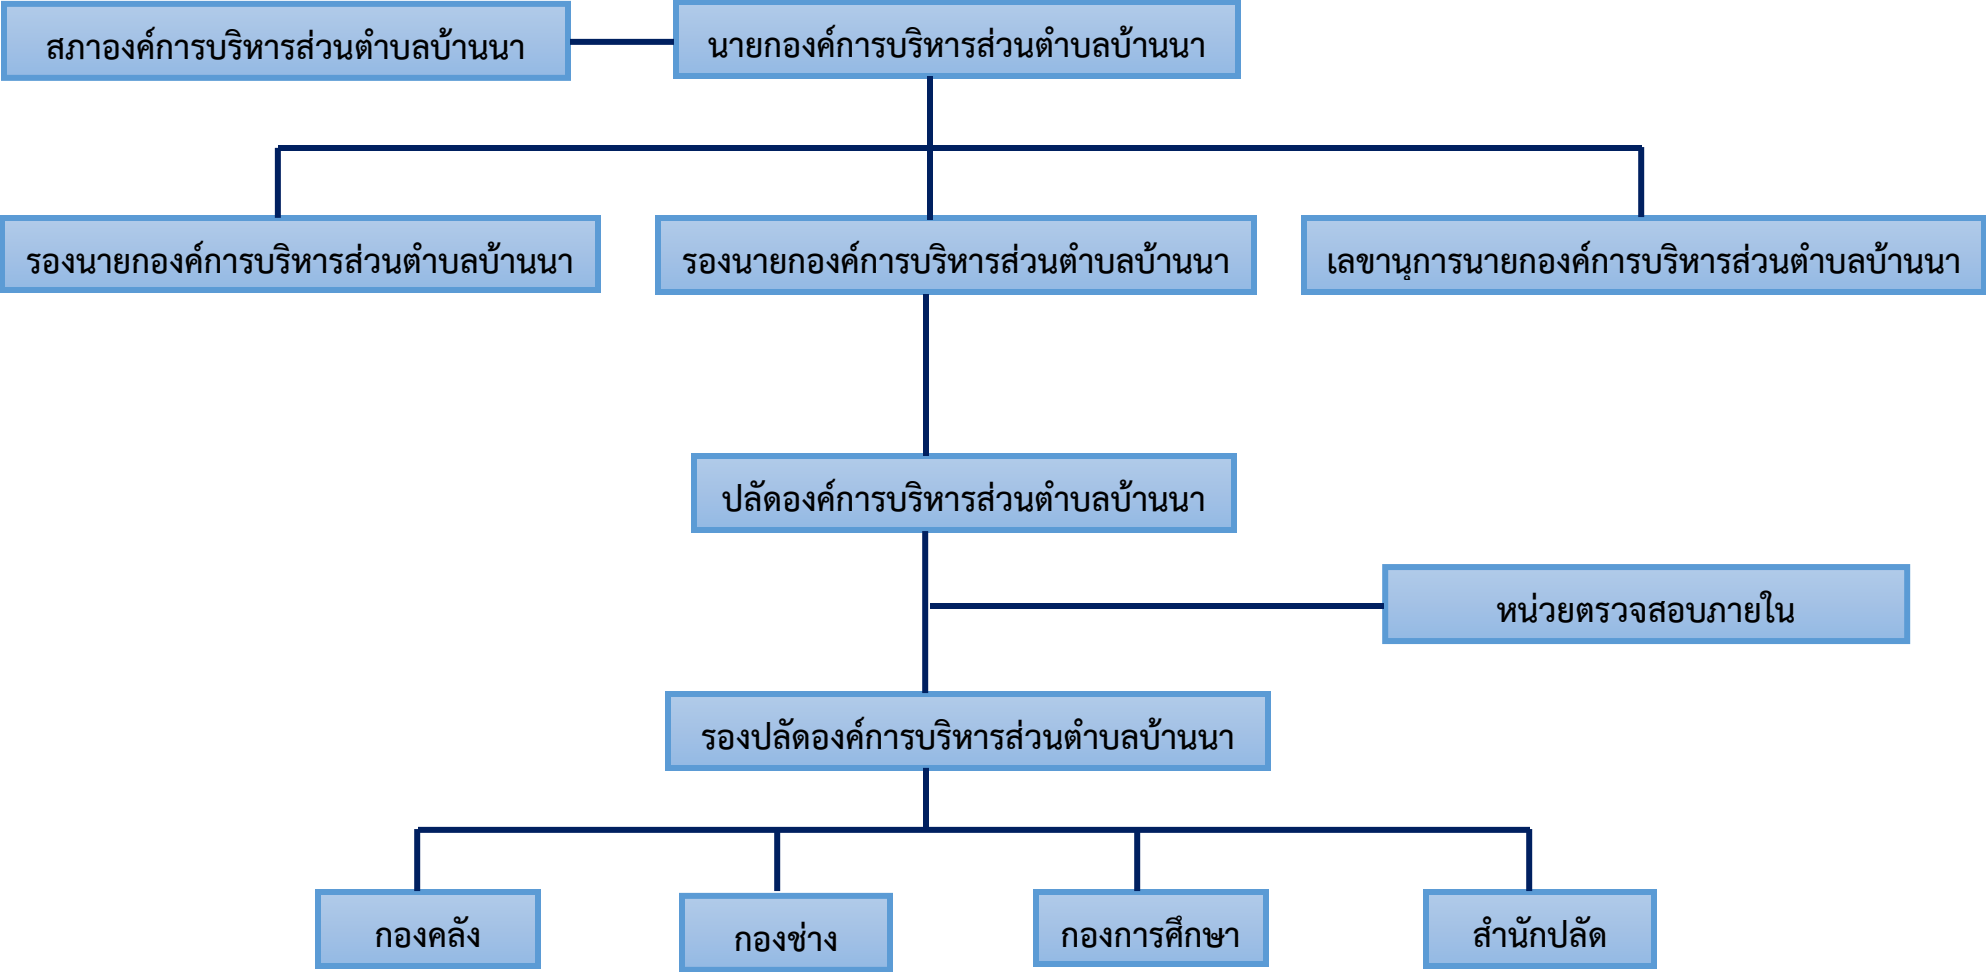 สภาองค์การบริหารส่วนตำบลบ้านนา
นายกองค์การบริหารส่วนตำบลบ้านนา
รองนายกองค์การบริหารส่วนตำบลบ้านนา
รองนายกองค์การบริหารส่วนตำบลบ้านนา
เลขานุการนายกองค์การบริหารส่วนตำบลบ้านนา
ปลัดองค์การบริหารส่วนตำบลบ้านนา
หน่วยตรวจสอบภายใน
รองปลัดองค์การบริหารส่วนตำบลบ้านนา
กองคลัง
กองช่าง
กองการศึกษา
สำนักปลัด